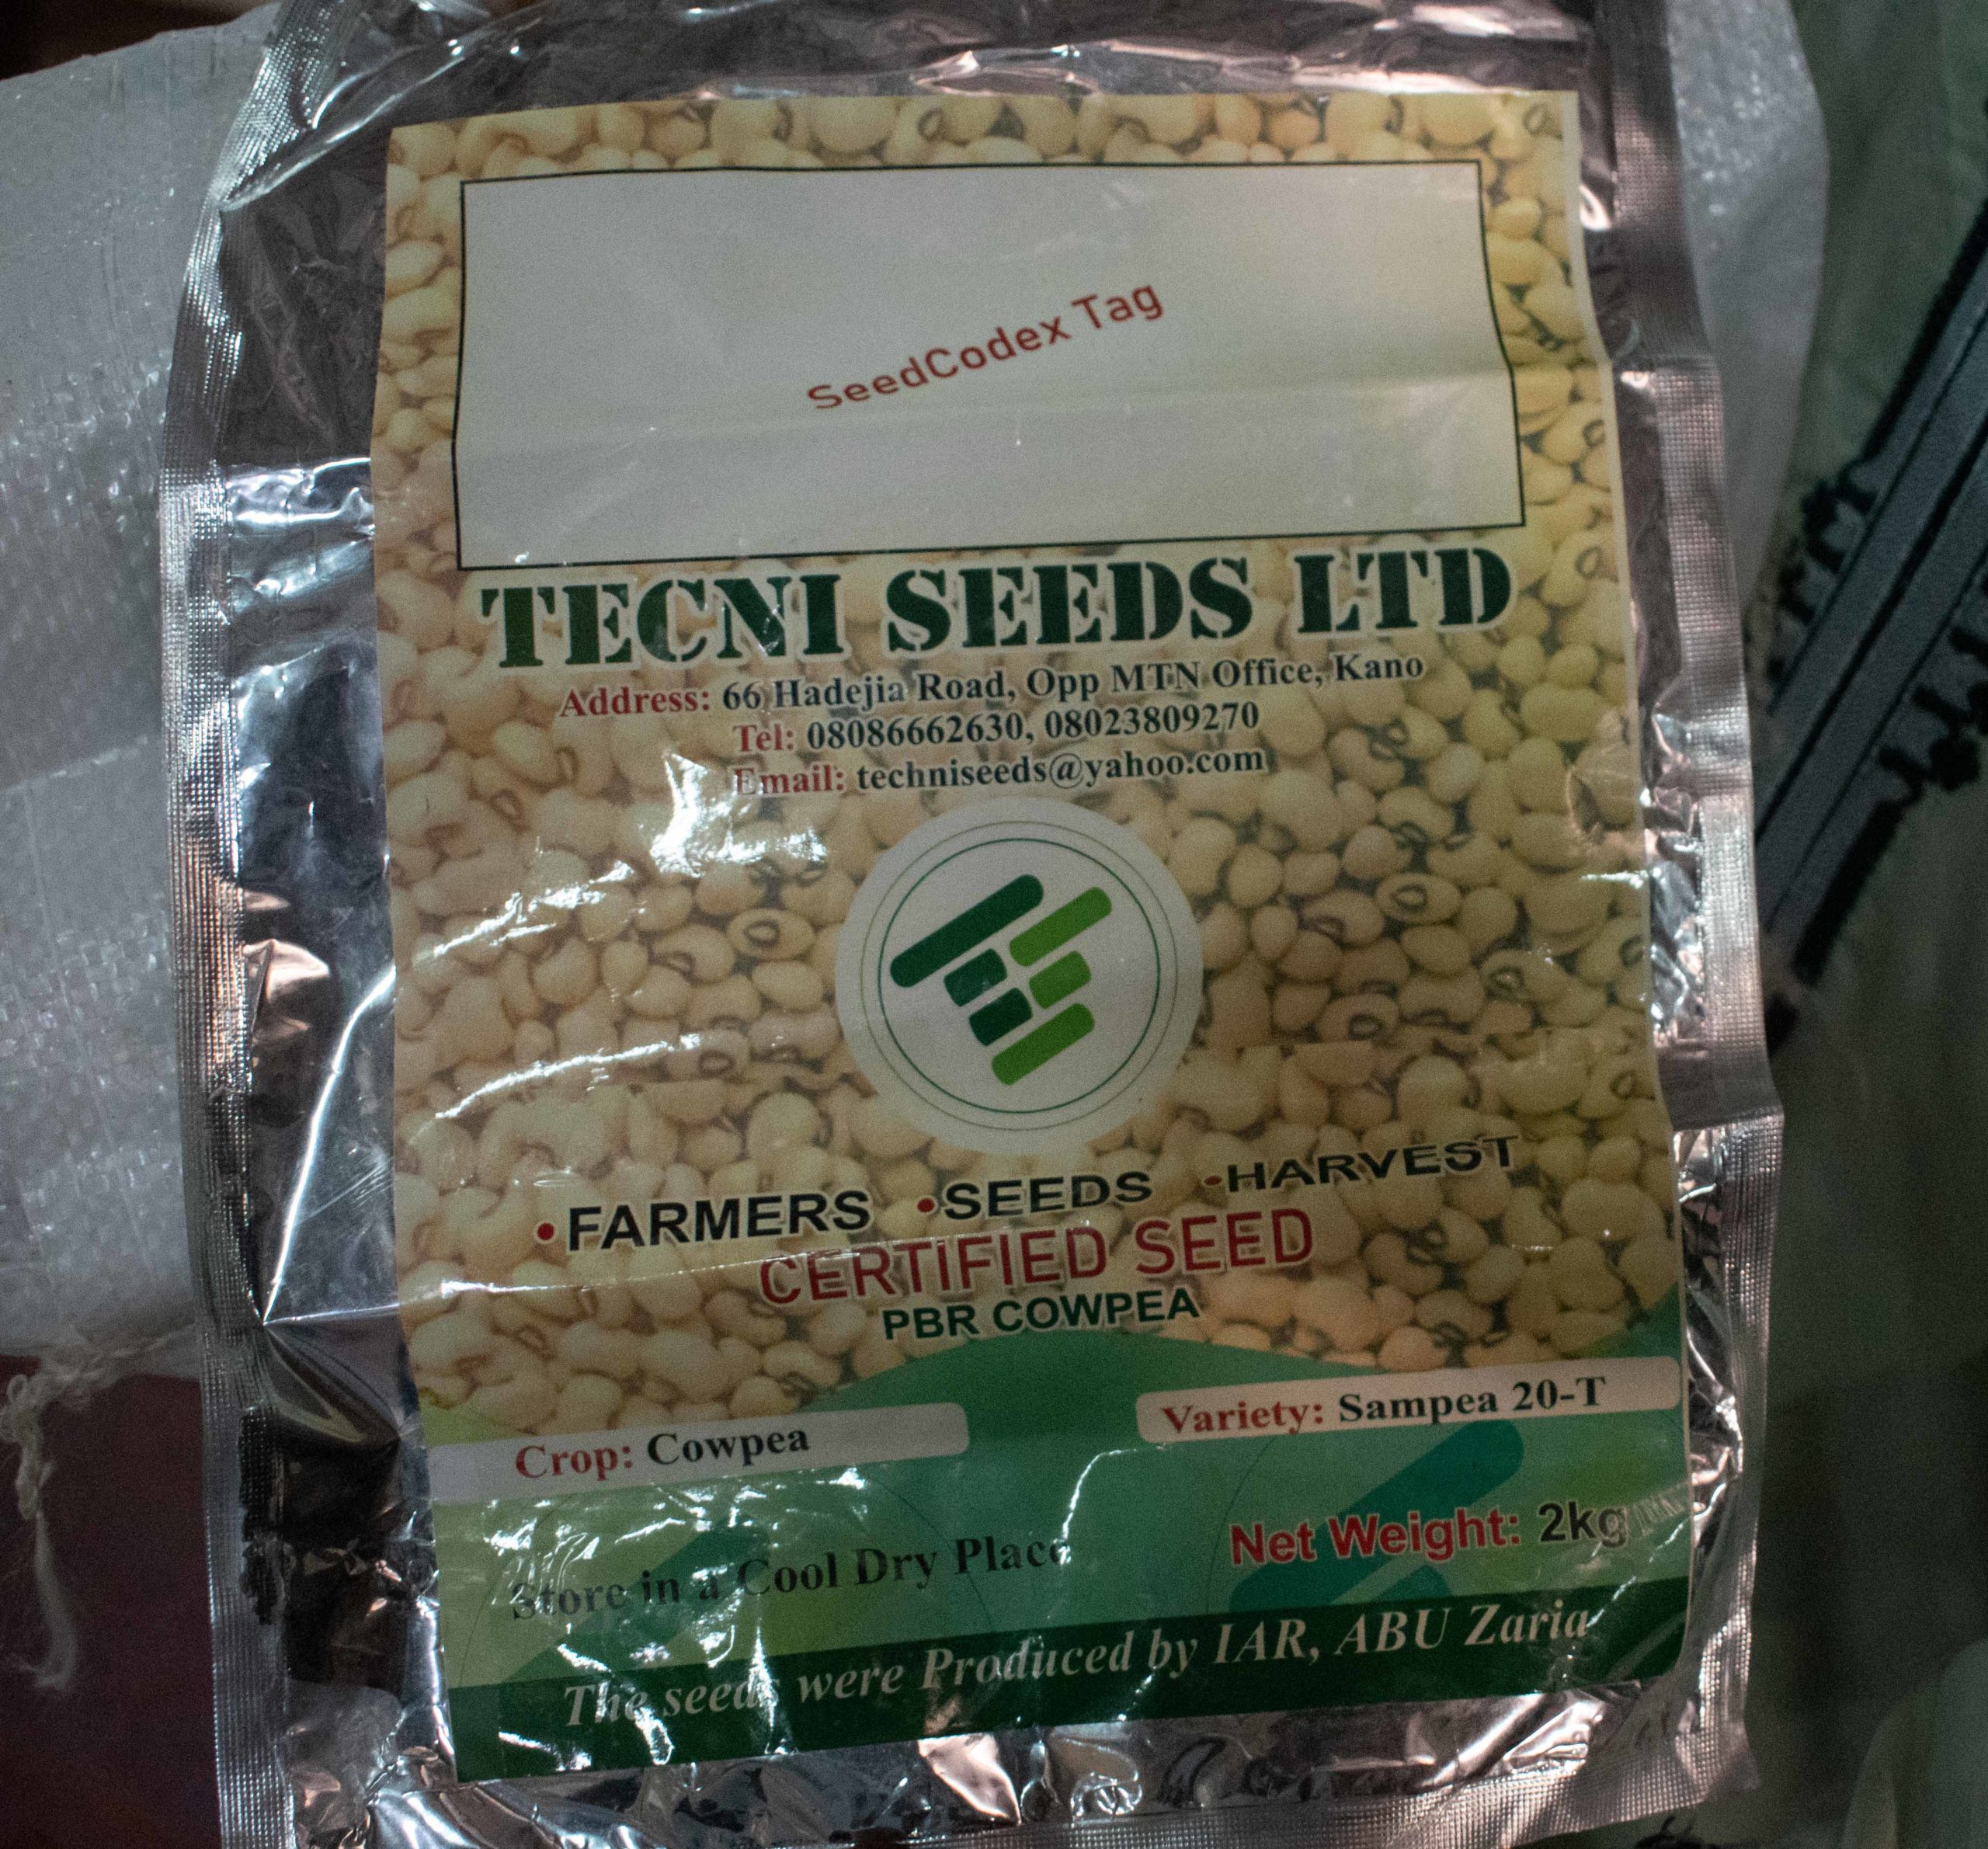 SeedCodex Tag
TECNI SEEDS LTD
Address: 66 Hadejia Road, Opp MTN Office, Kano
Tel: 08086662630, 08023809270
Email: techniseeds@yahoo.com
•FARMERS •SEEDS •HARVEST
CERTIFIED SEED
PBR COWPEA
Crop: Cowpea
Variety: Sampea 20-T
Store in a Cool Dry Place
Net Weight: 2kg
The seeds were Produced by IAR, ABU Zaria